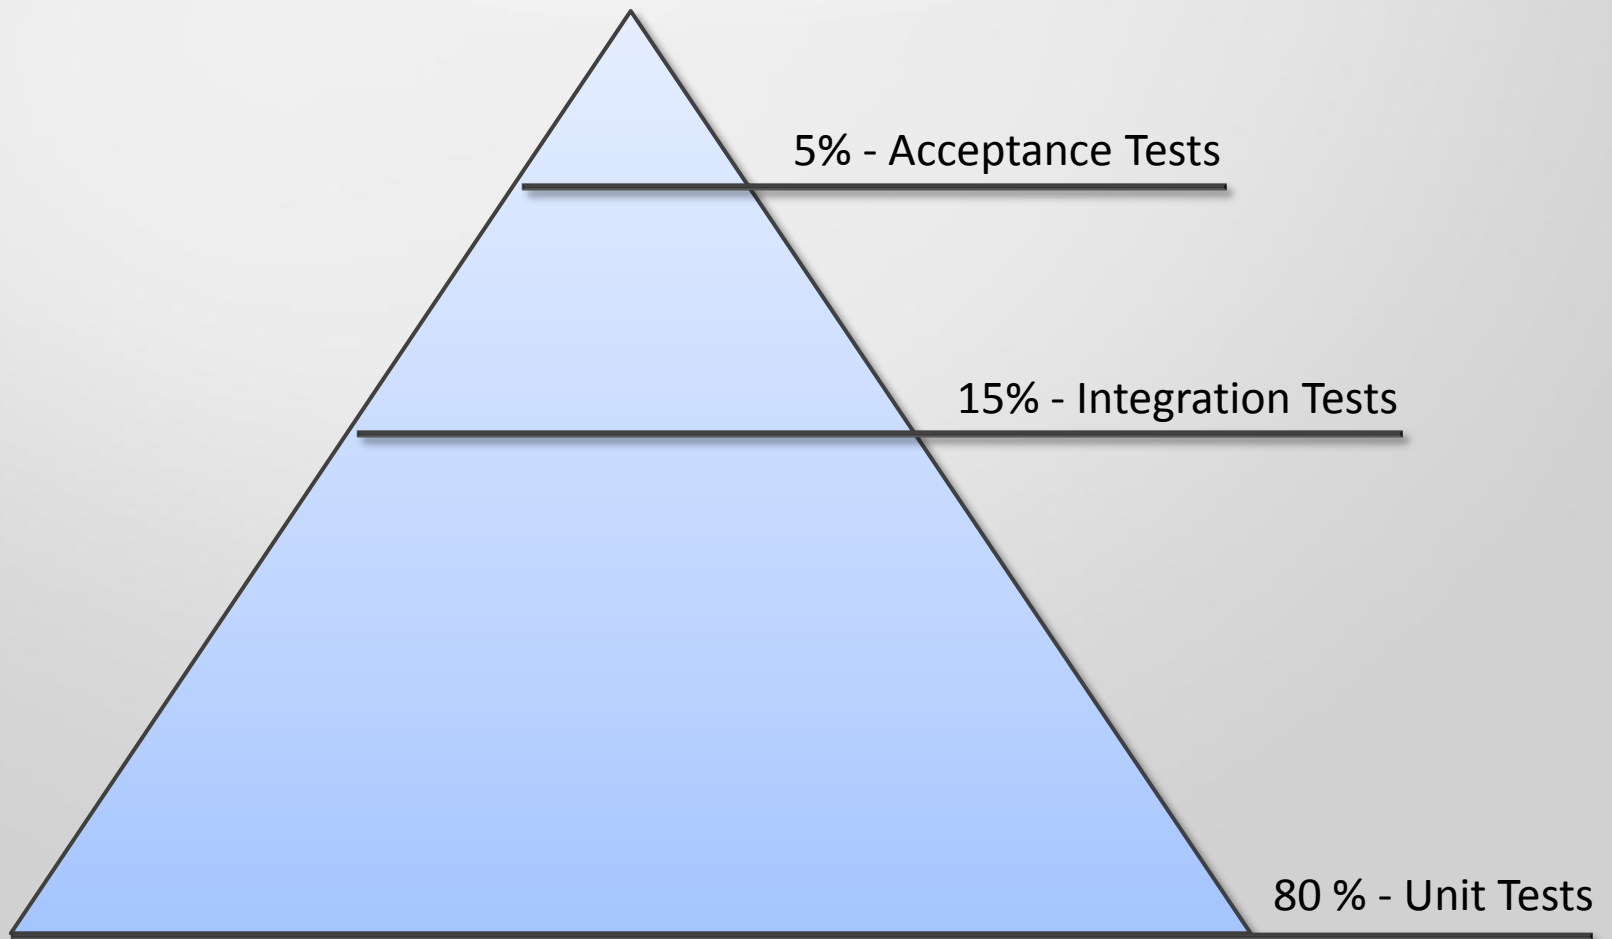 5% - Acceptance Tests
15% - Integration Tests
80 % - Unit Tests